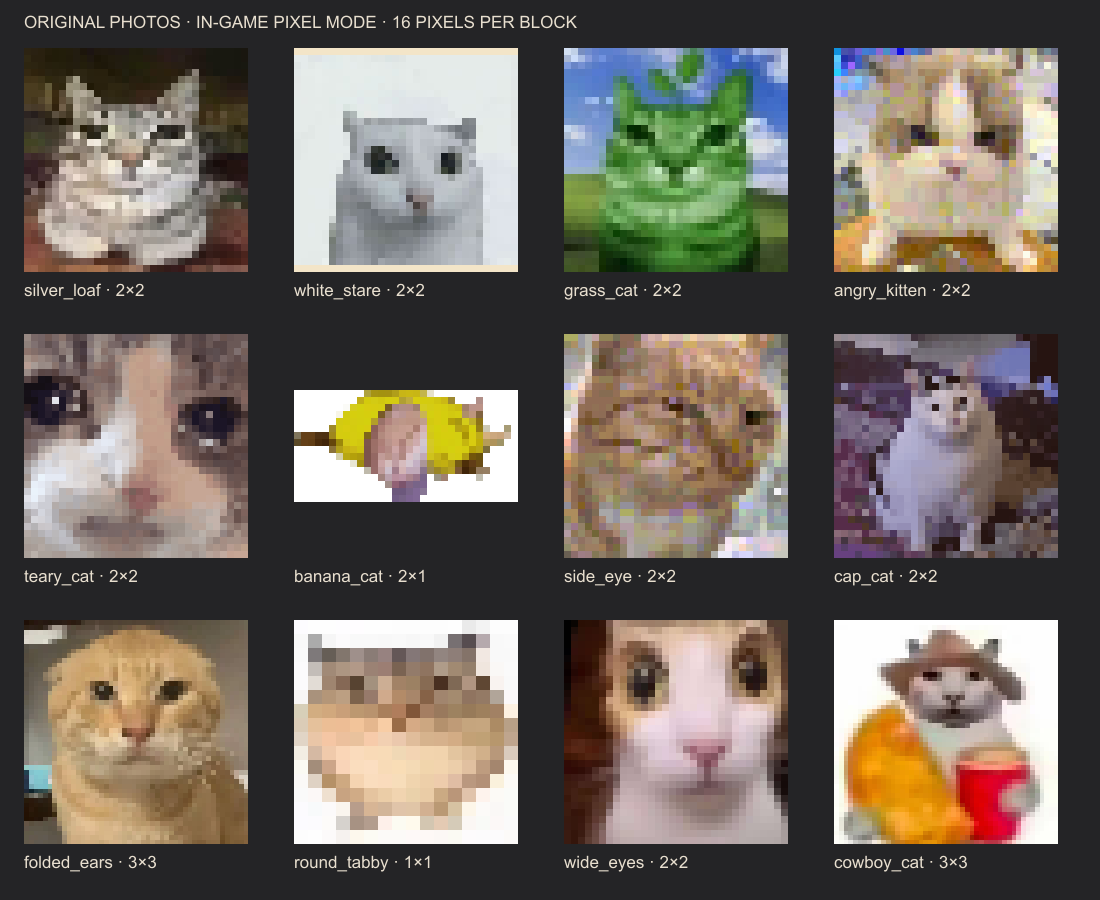 ORIGINAL PHOTOS · IN-GAME PIXEL MODE · 16 PIXELS PER BLOCK
silver_loaf · 2×2
white_stare · 2×2
grass_cat · 2×2
angry_kitten · 2×2
teary_cat · 2×2
banana_cat · 2×1
side_eye · 2×2
cap_cat · 2×2
folded_ears · 3×3
round_tabby · 1×1
wide_eyes · 2×2
cowboy_cat · 3×3